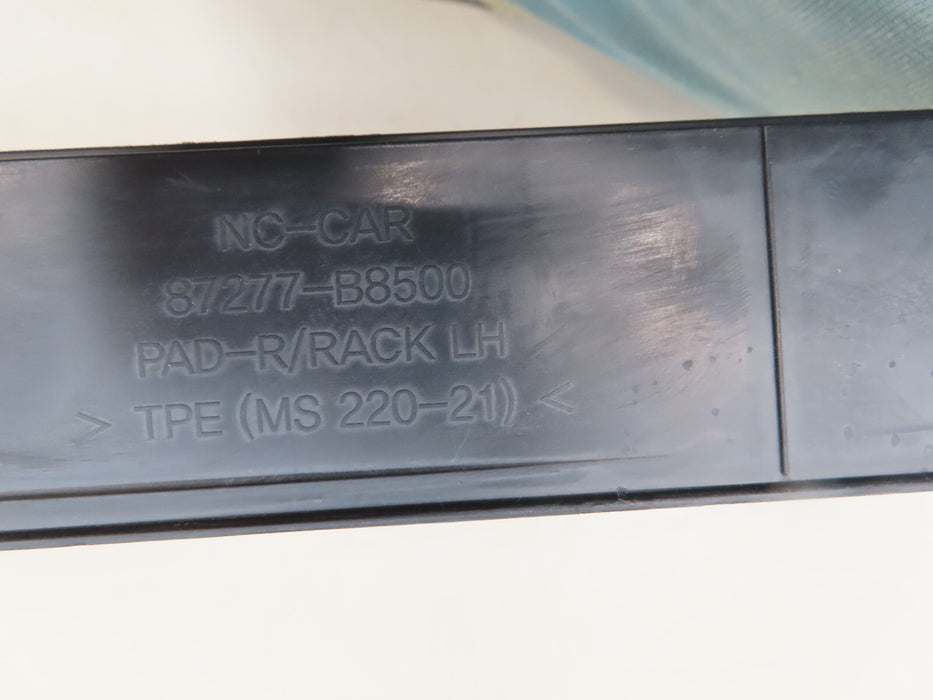 NC-CAR
87277-B8500
PAD-R/RACK LH
> TPE (MS 220-21)) <